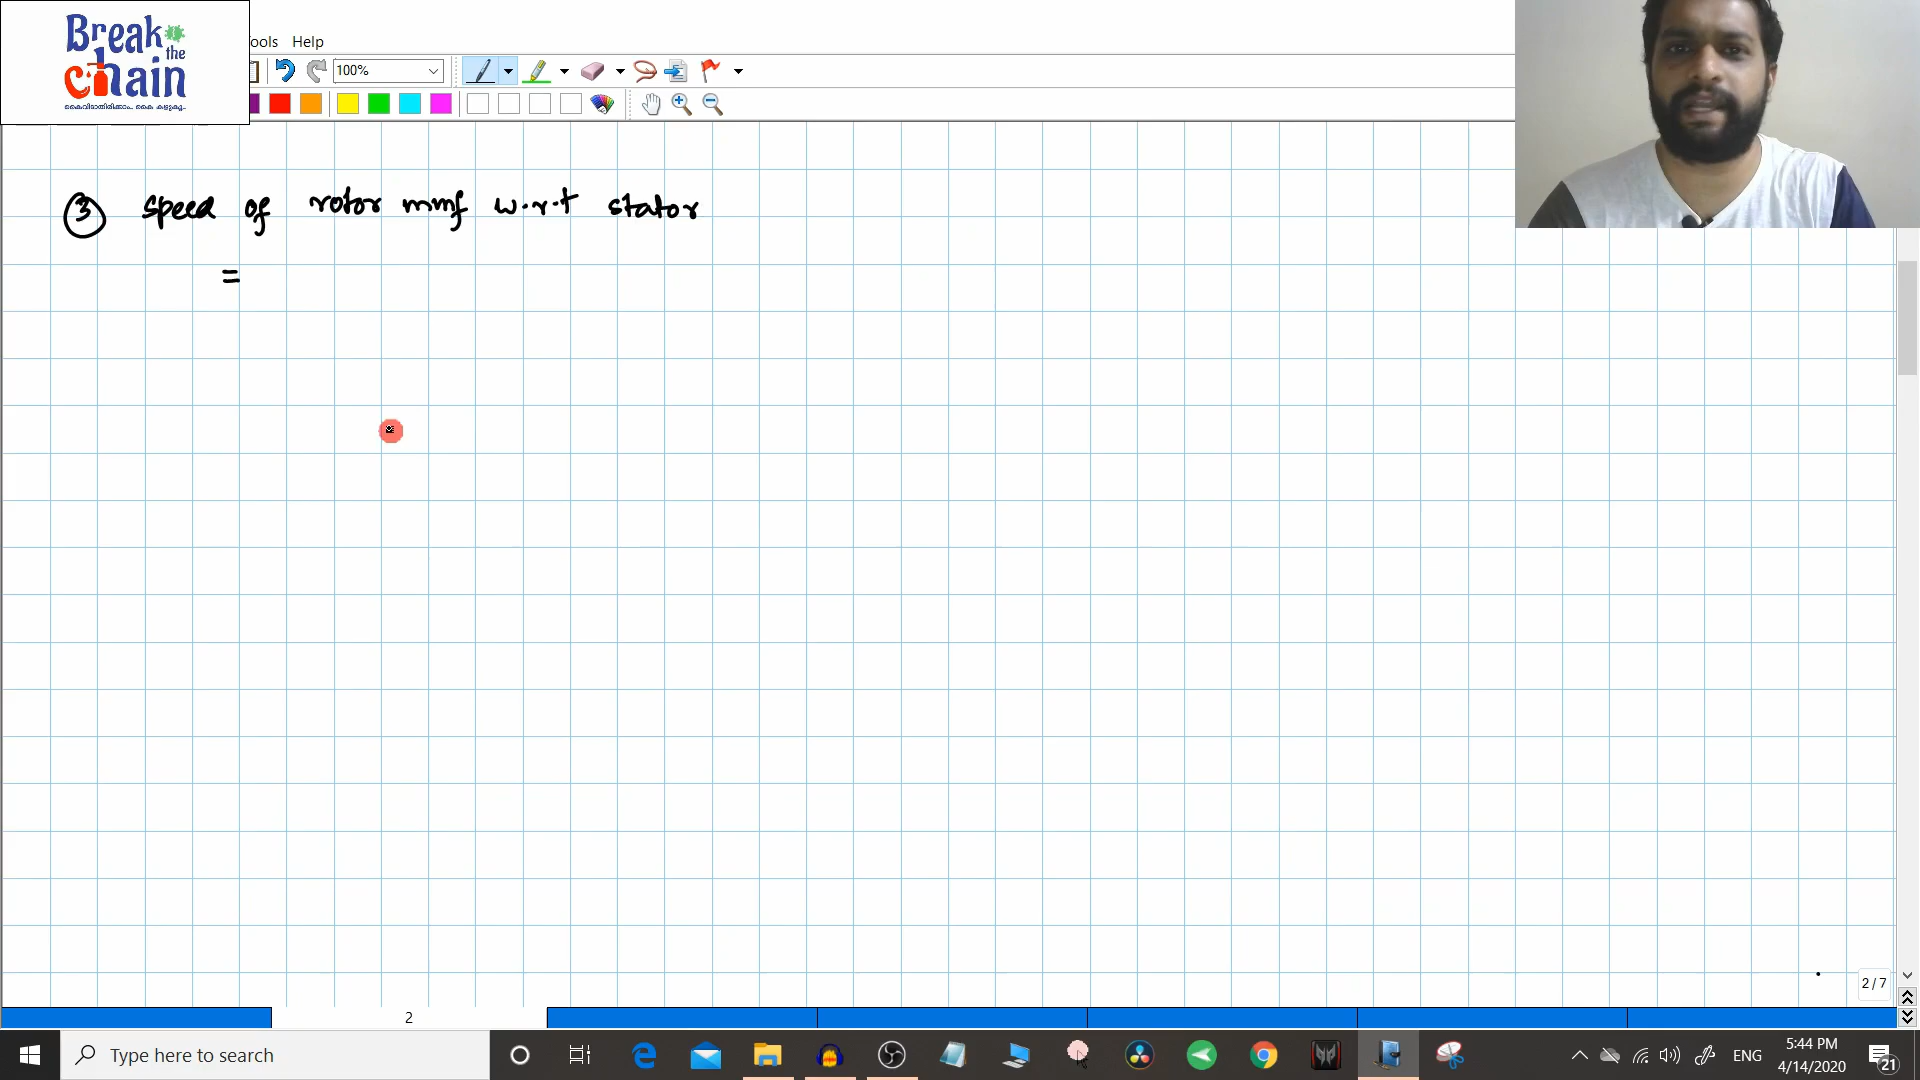 Break
the
chain
കൈവിടാതിരിക്കാം.. കൈ കഴുകൂ..
ools Help
100%
③ speed of rotor mmf w.r.t stator
=
2 / 7
2
Type here to search
ENG
5:44 PM
4/14/2020
21